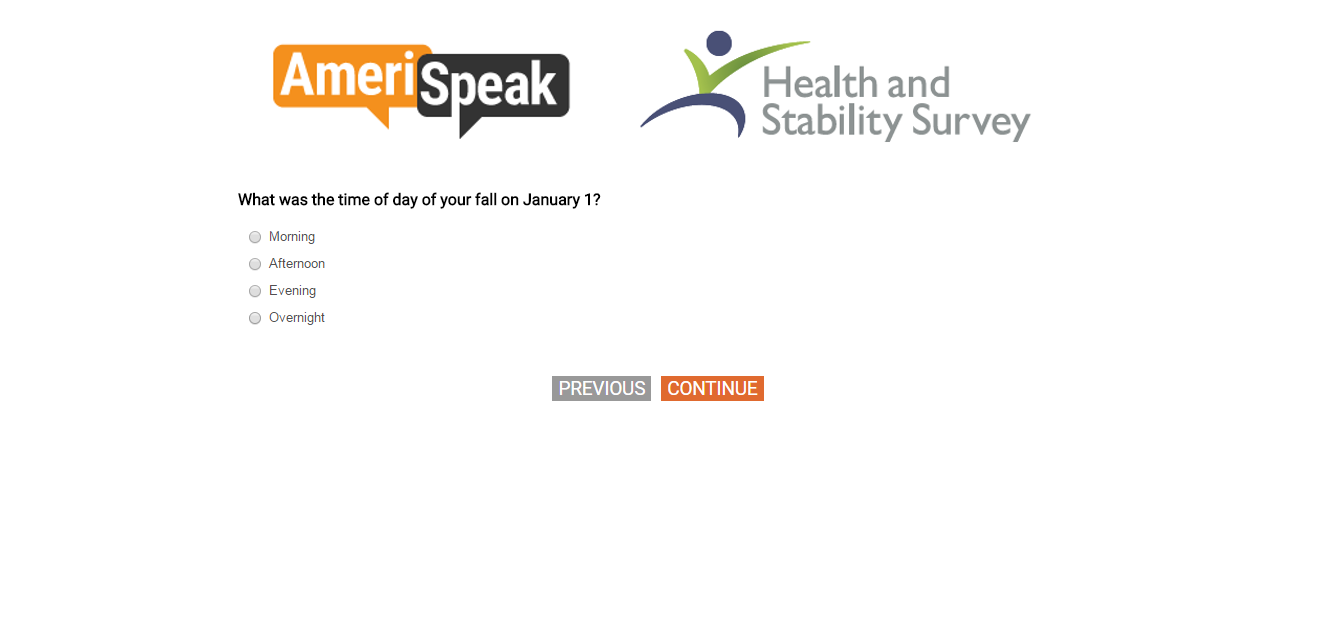 AmeriSpeak
Health and
Stability Survey
What was the time of day of your fall on January 1?
Morning
Afternoon
Evening
Overnight
PREVIOUS CONTINUE